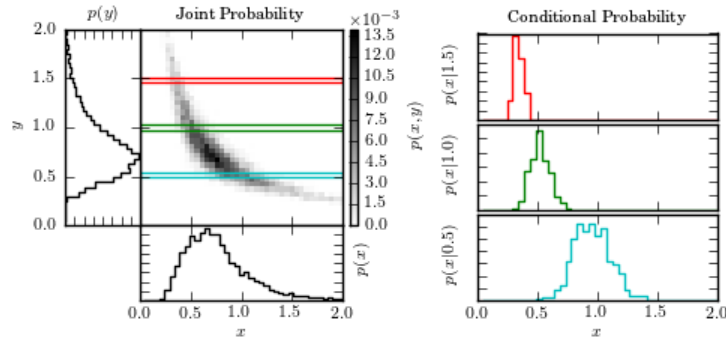 p(y)
Joint Probability
×10⁻³
Conditional Probability
2.0
1.5
1.0
0.5
0.0
y
13.5
12.0
10.5
9.0
7.5
6.0
4.5
3.0
1.5
0.0
p(x, y)
p(x)
0.0 0.5 1.0 1.5 2.0
x
p(x|1.5)
p(x|1.0)
p(x|0.5)
0.0 0.5 1.0 1.5 2.0
x